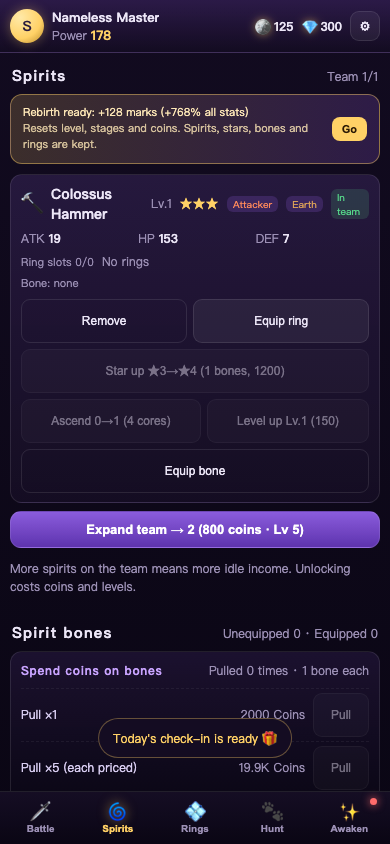 S
Nameless Master
Power 178
125
300
Spirits
Team 1/1
Rebirth ready: +128 marks (+768% all stats)
Resets level, stages and coins. Spirits, stars, bones and
rings are kept.
Go
Colossus
Hammer
Lv.1 ★★★
Attacker
Earth
In
team
ATK 19
HP 153
DEF 7
Ring slots 0/0 No rings
Bone: none
Remove
Equip ring
Star up ★3→★4 (1 bones, 1200)
Ascend 0→1 (4 cores)
Level up Lv.1 (150)
Equip bone
Expand team → 2 (800 coins · Lv 5)
More spirits on the team means more idle income. Unlocking
costs coins and levels.
Spirit bones
Unequipped 0 · Equipped 0
Spend coins on bones
Pulled 0 times · 1 bone each
Pull x1
2000 Coins
Pull
Today's check-in is ready 🎁
Pull x5 (each priced)
19.9K Coins
Pull
Battle
Spirits
Rings
Hunt
Awaken